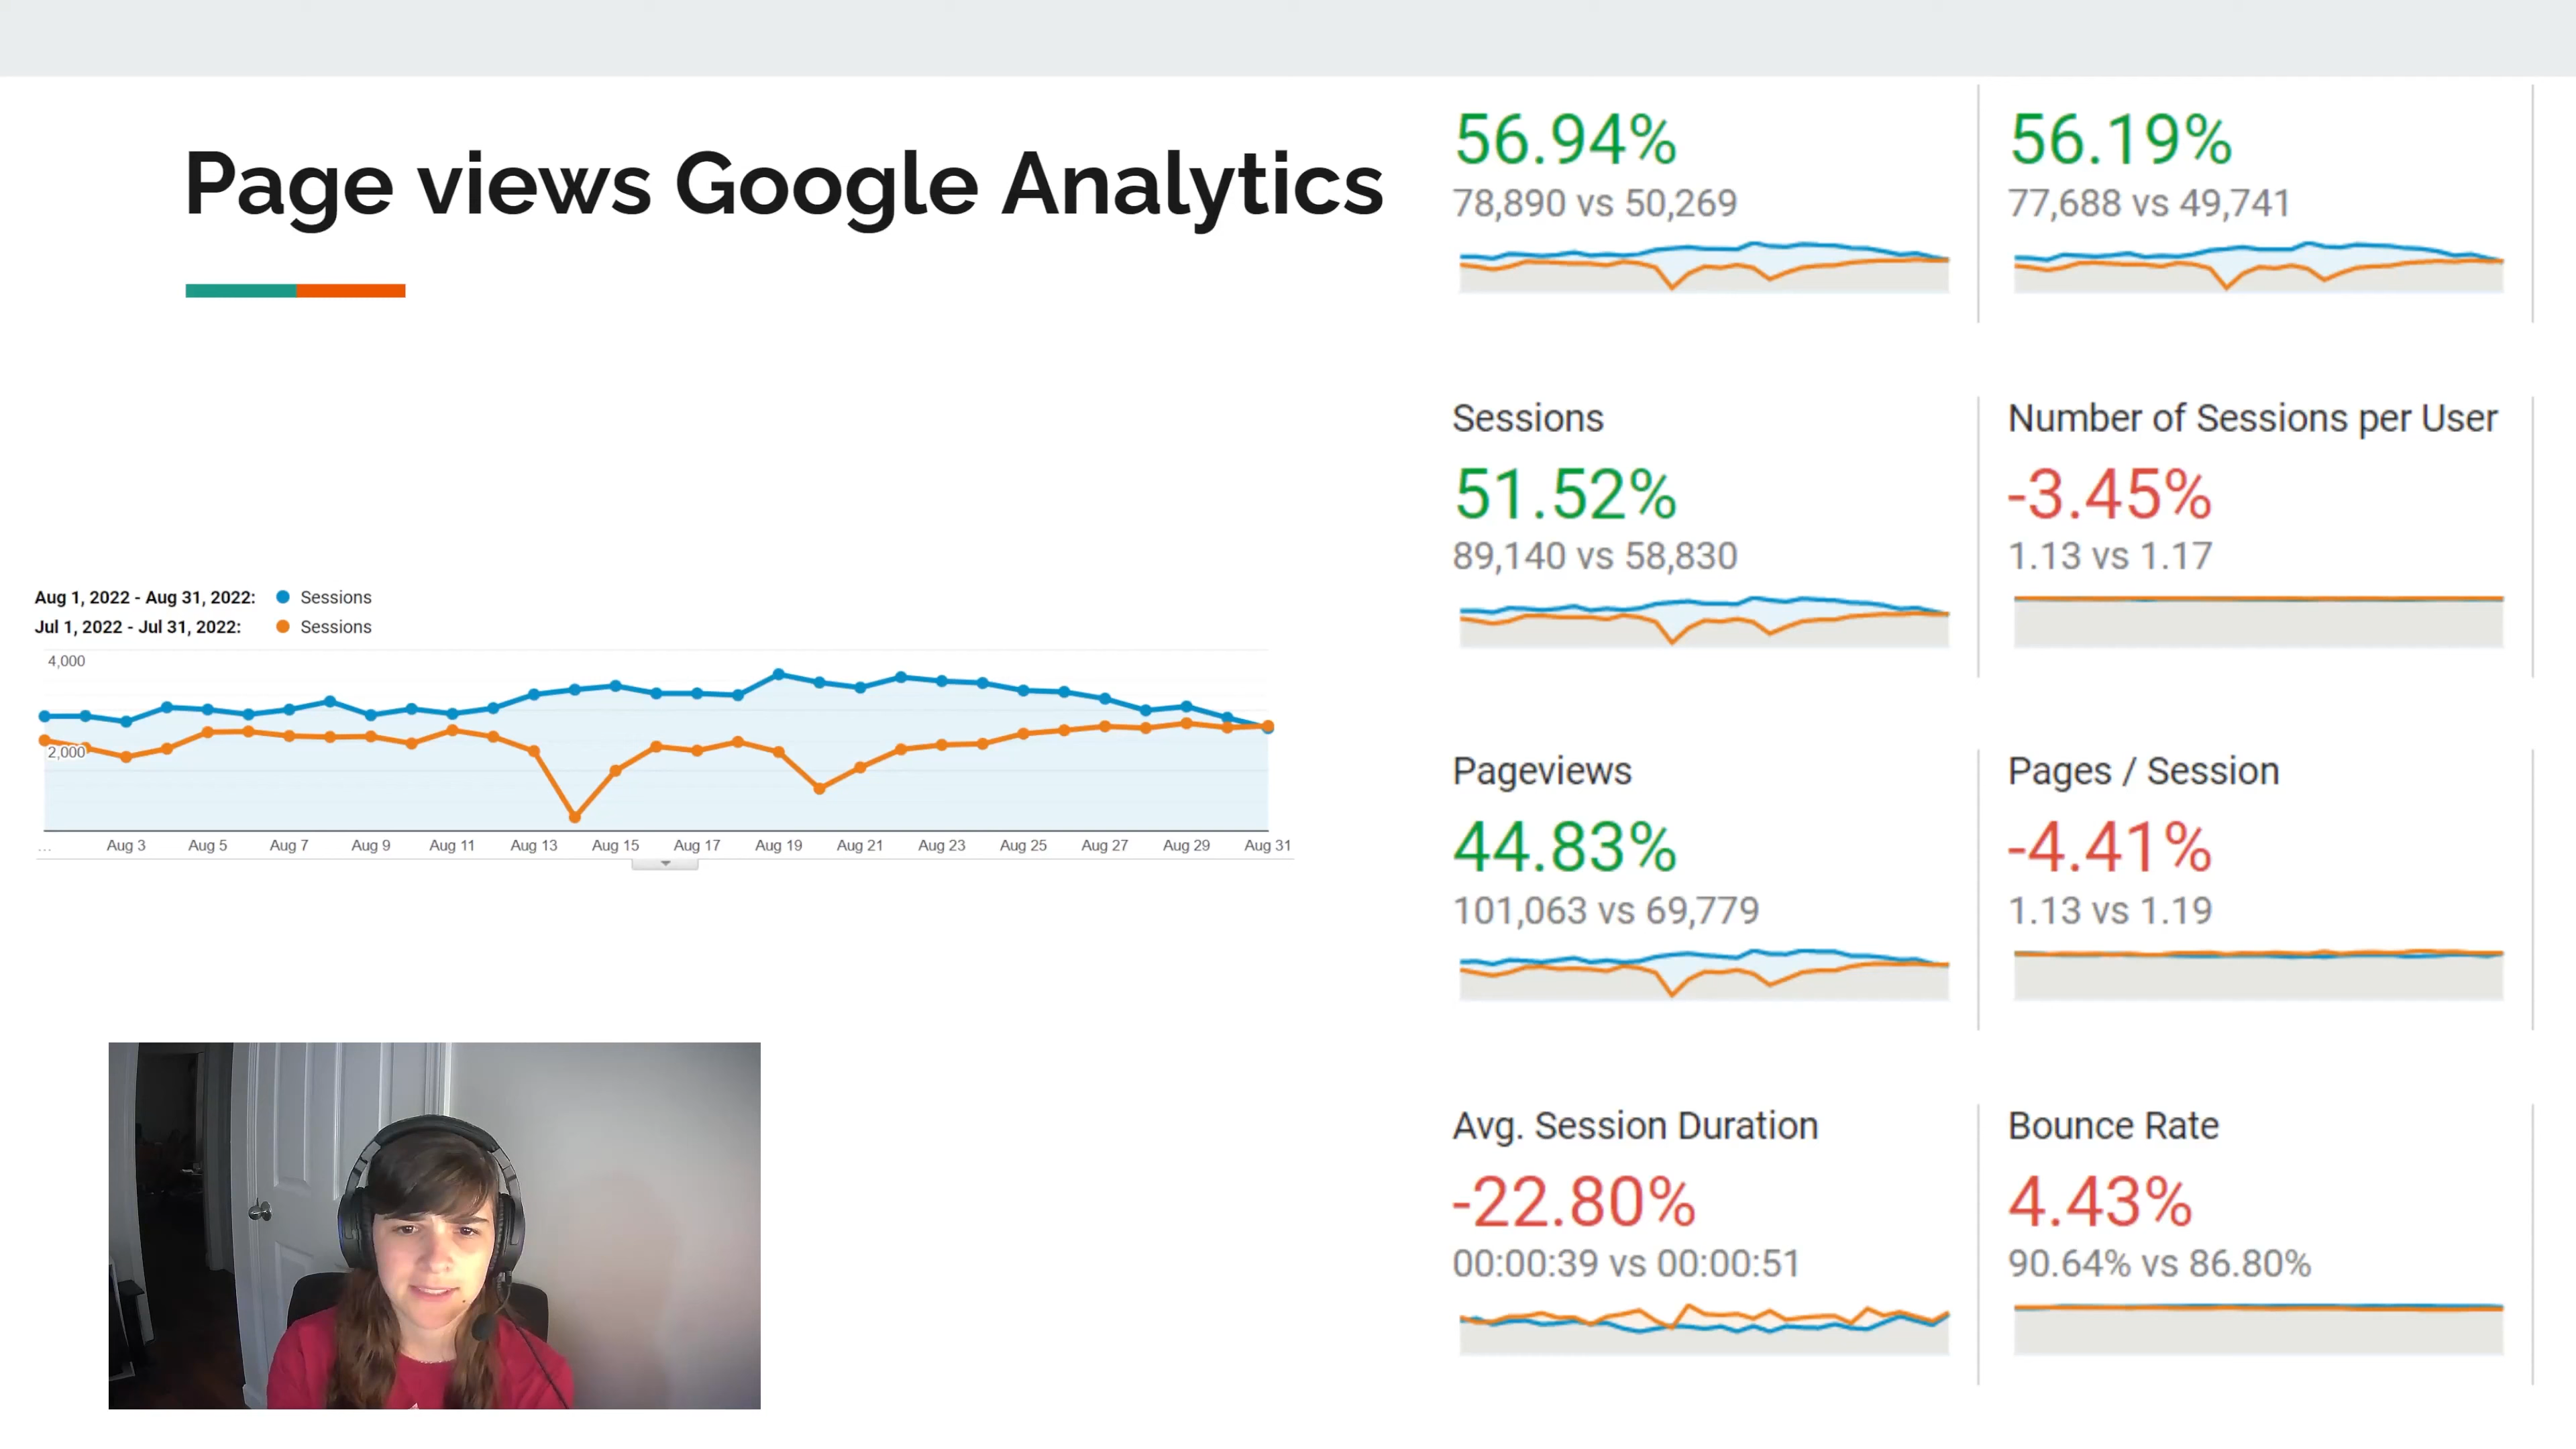 Page views Google Analytics
Aug 1, 2022 - Aug 31, 2022: Sessions
Jul 1, 2022 - Jul 31, 2022: Sessions
4,000
2,000
... Aug 3 Aug 5 Aug 7 Aug 9 Aug 11 Aug 13 Aug 15 Aug 17 Aug 19 Aug 21 Aug 23 Aug 25 Aug 27 Aug 29 Aug 31
56.94%
78,890 vs 50,269
56.19%
77,688 vs 49,741
Sessions
51.52%
89,140 vs 58,830
Number of Sessions per User
-3.45%
1.13 vs 1.17
Pageviews
44.83%
101,063 vs 69,779
Pages / Session
-4.41%
1.13 vs 1.19
Avg. Session Duration
-22.80%
00:00:39 vs 00:00:51
Bounce Rate
4.43%
90.64% vs 86.80%